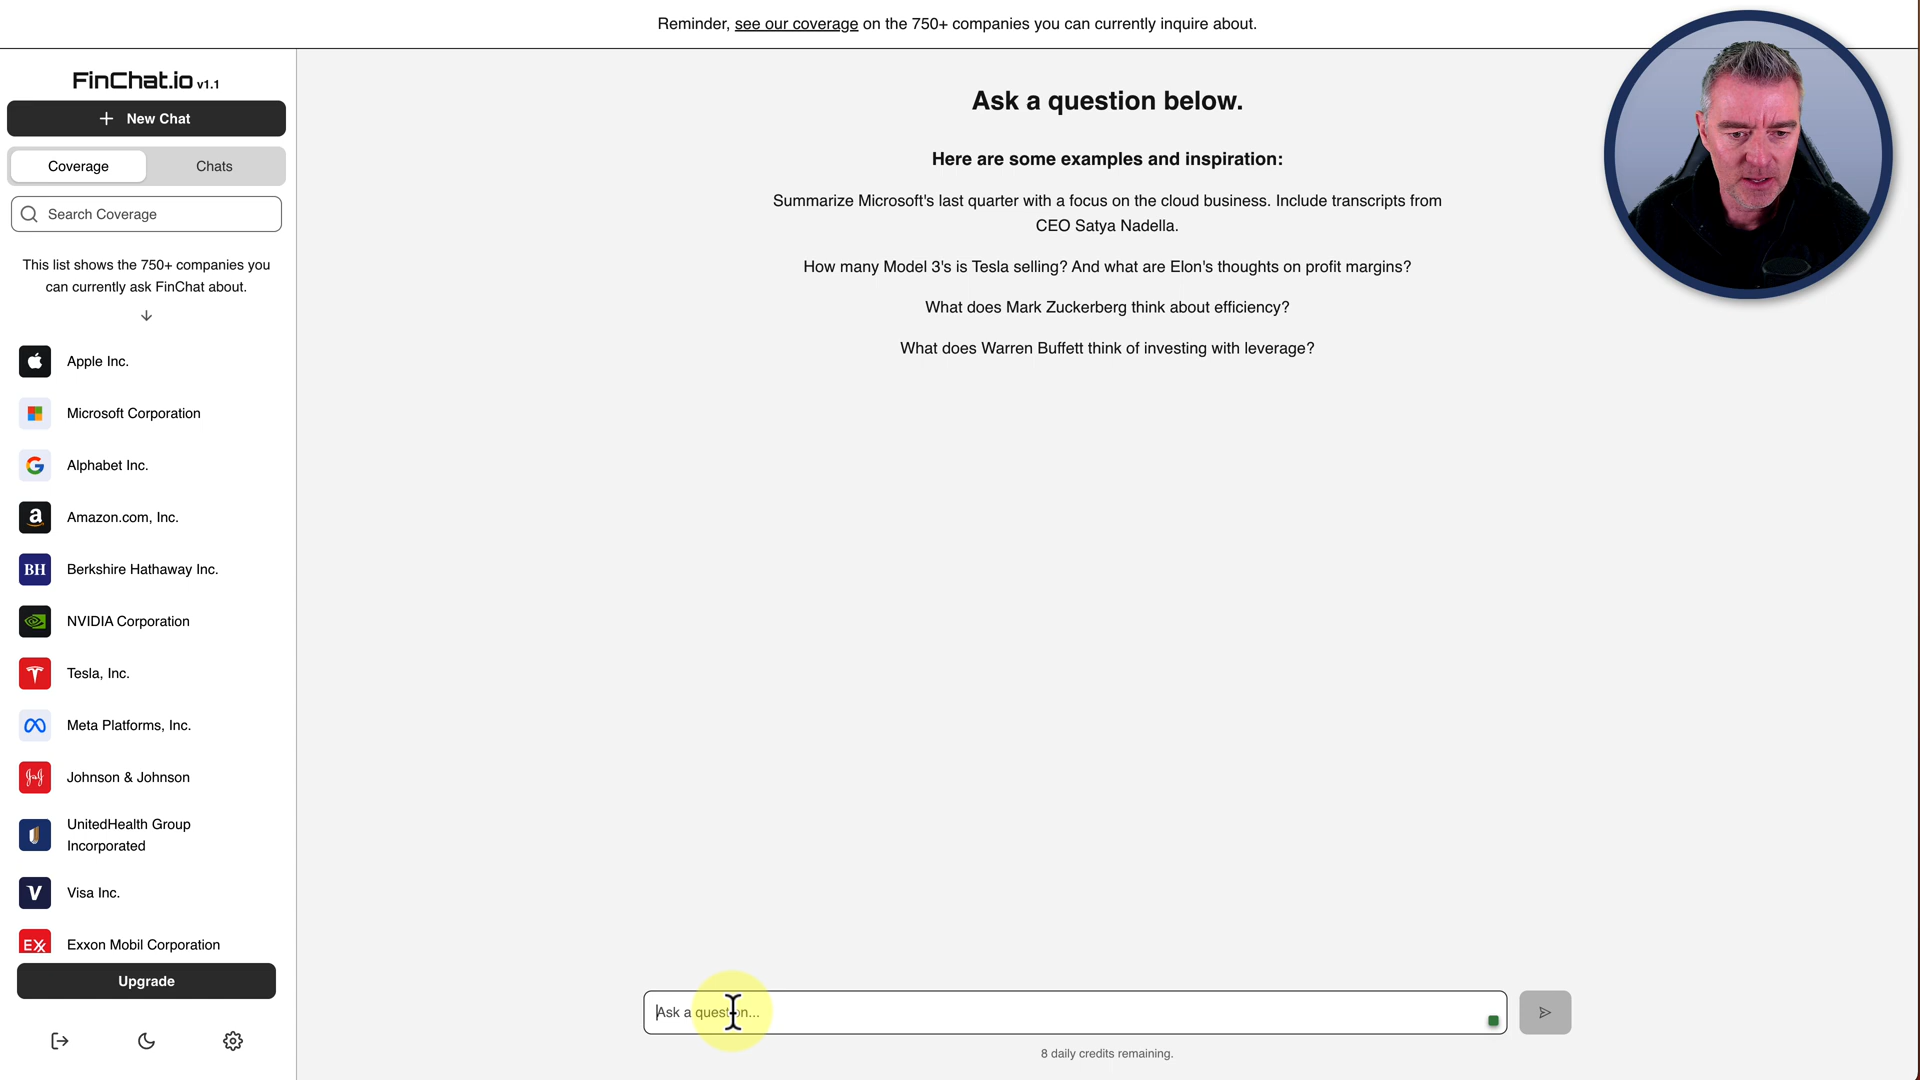 Reminder, see our coverage on the 750+ companies you can currently inquire about.
FinChat.io v1.1
+ New Chat
Coverage
Chats
Search Coverage
This list shows the 750+ companies you
can currently ask FinChat about.
Apple Inc.
Microsoft Corporation
Alphabet Inc.
a
Amazon.com, Inc.
BH
Berkshire Hathaway Inc.
NVIDIA Corporation
Tesla, Inc.
Meta Platforms, Inc.
J&J
Johnson & Johnson
UnitedHealth Group
Incorporated
V
Visa Inc.
EXX
Exxon Mobil Corporation
Upgrade
Ask a question below.
Here are some examples and inspiration:
Summarize Microsoft's last quarter with a focus on the cloud business. Include transcripts from
CEO Satya Nadella.
How many Model 3's is Tesla selling? And what are Elon's thoughts on profit margins?
What does Mark Zuckerberg think about efficiency?
What does Warren Buffett think of investing with leverage?
Ask a question...
8 daily credits remaining.